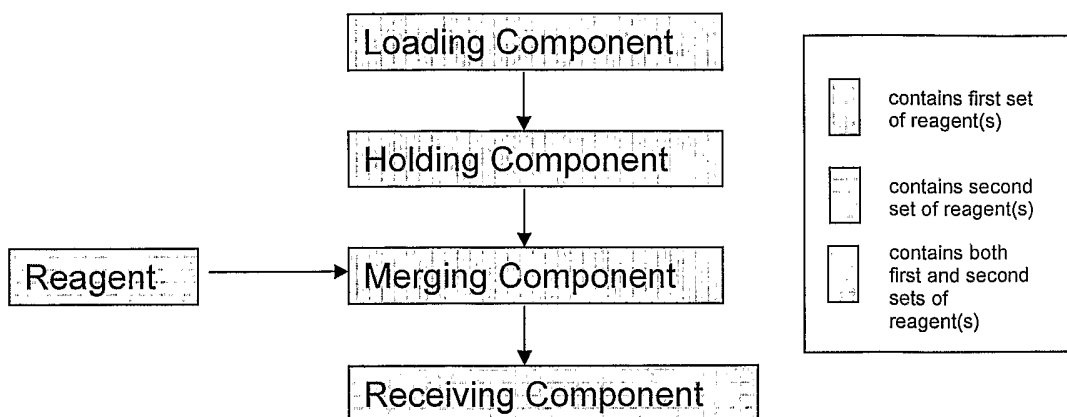 Loading Component
Holding Component
Reagent
Merging Component
Receiving Component
contains first set
of reagent(s)
contains second
set of reagent(s)
contains both
first and second
sets of
reagent(s)